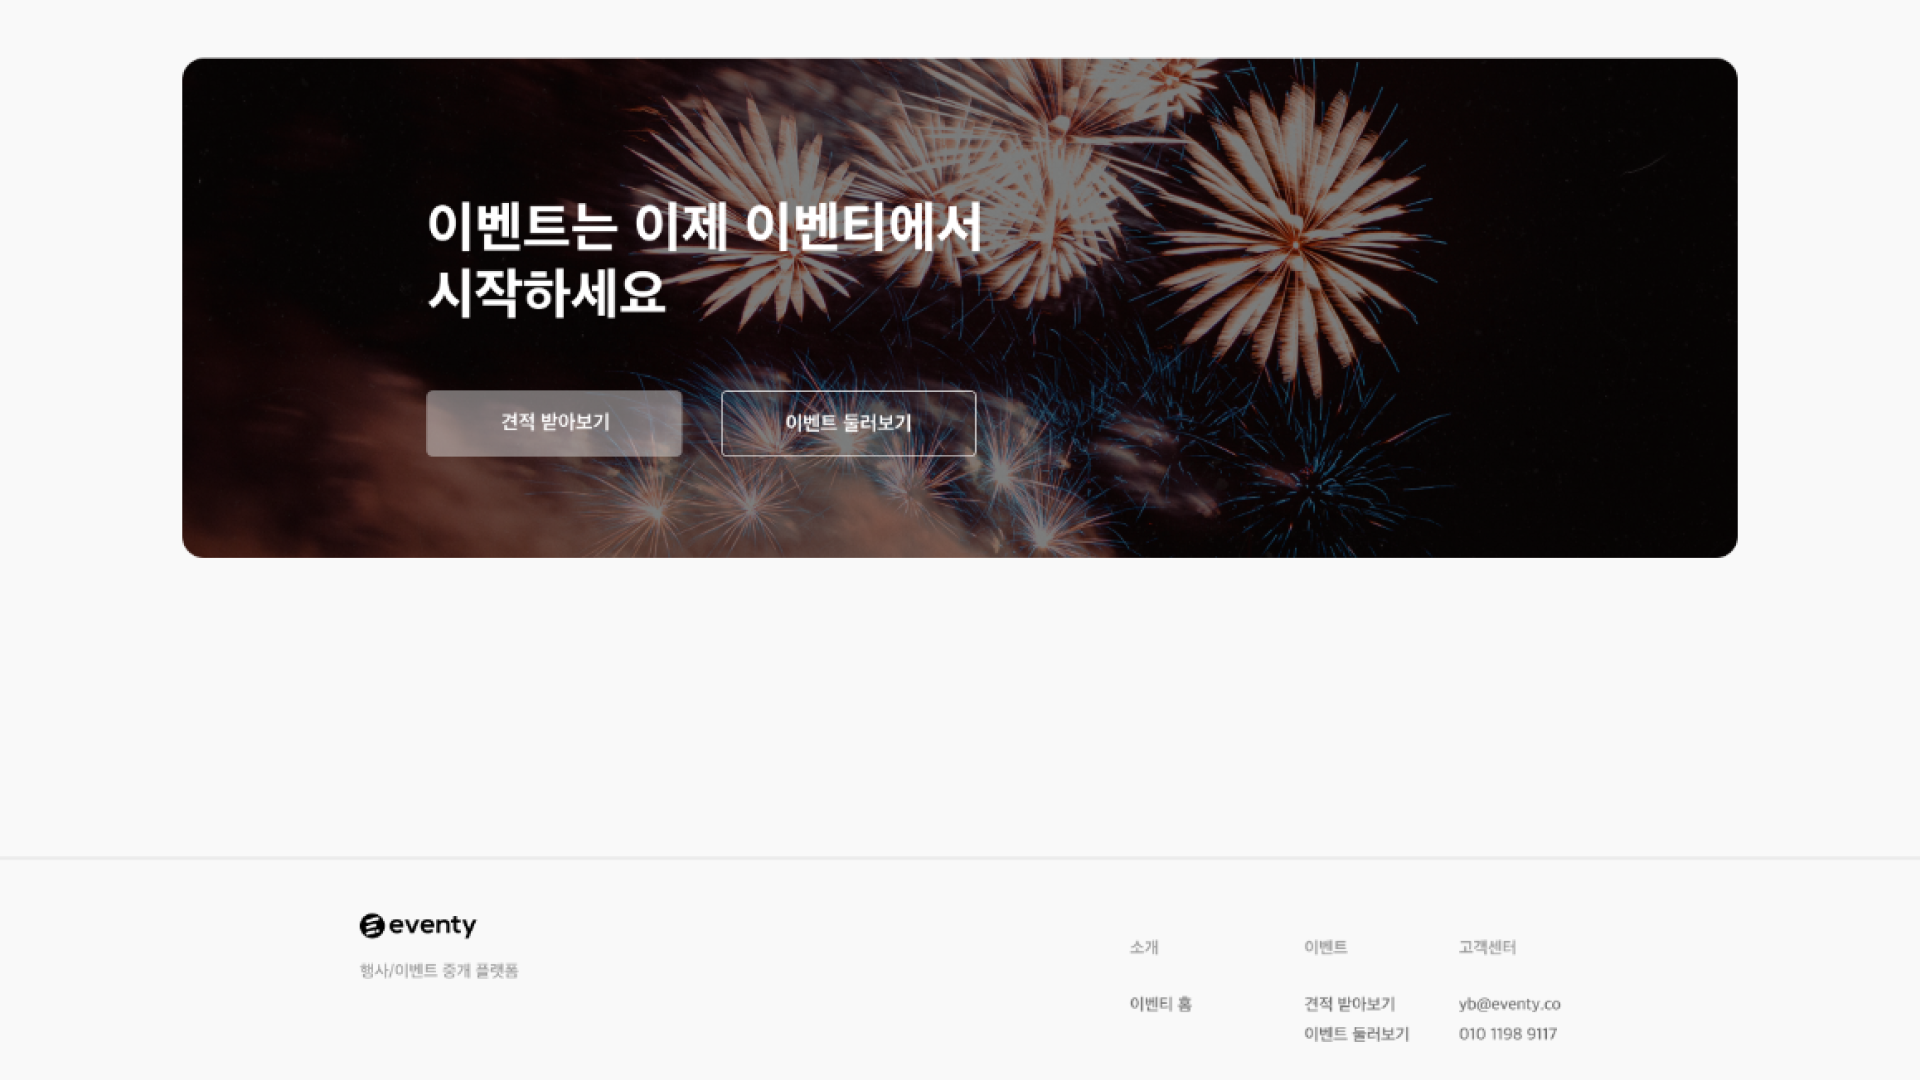 이벤트는 이제 이벤티에서
시작하세요
견적 받아보기
이벤트 둘러보기
eventy
행사/이벤트 중개 플랫폼
소개
이벤티 홈
이벤트
견적 받아보기
이벤트 둘러보기
고객센터
yb@eventy.co
010 1198 9117